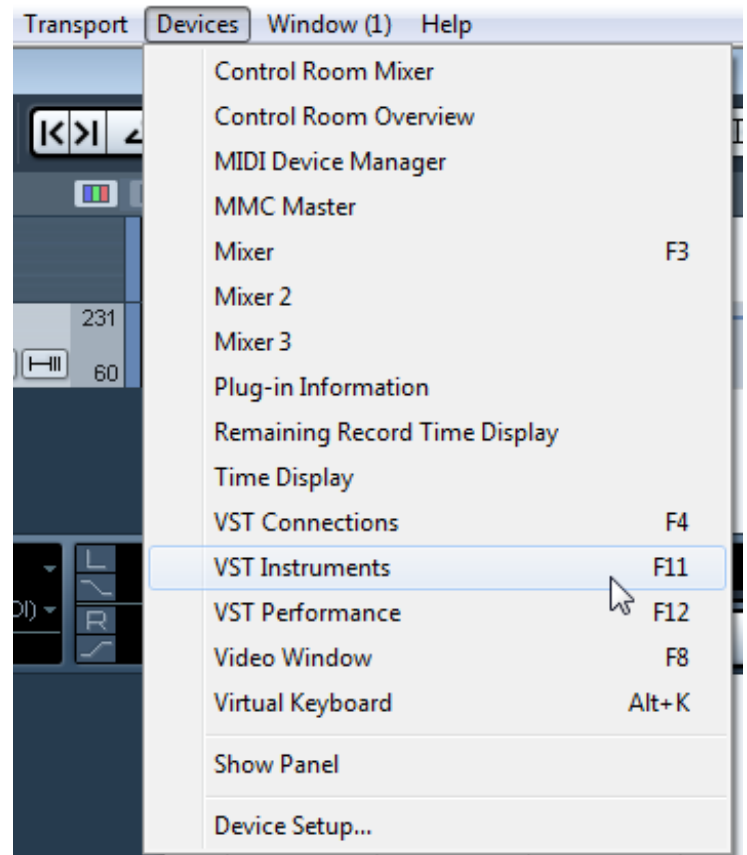 Transport Devices Window (1) Help
Control Room Mixer
Control Room Overview
MIDI Device Manager
MMC Master
Mixer F3
Mixer 2
231
Mixer 3
60
Plug-in Information
Remaining Record Time Display
Time Display
VST Connections F4
L
VST Instruments F11
DI)
R
VST Performance F12
Video Window F8
Virtual Keyboard Alt+K
Show Panel
Device Setup...